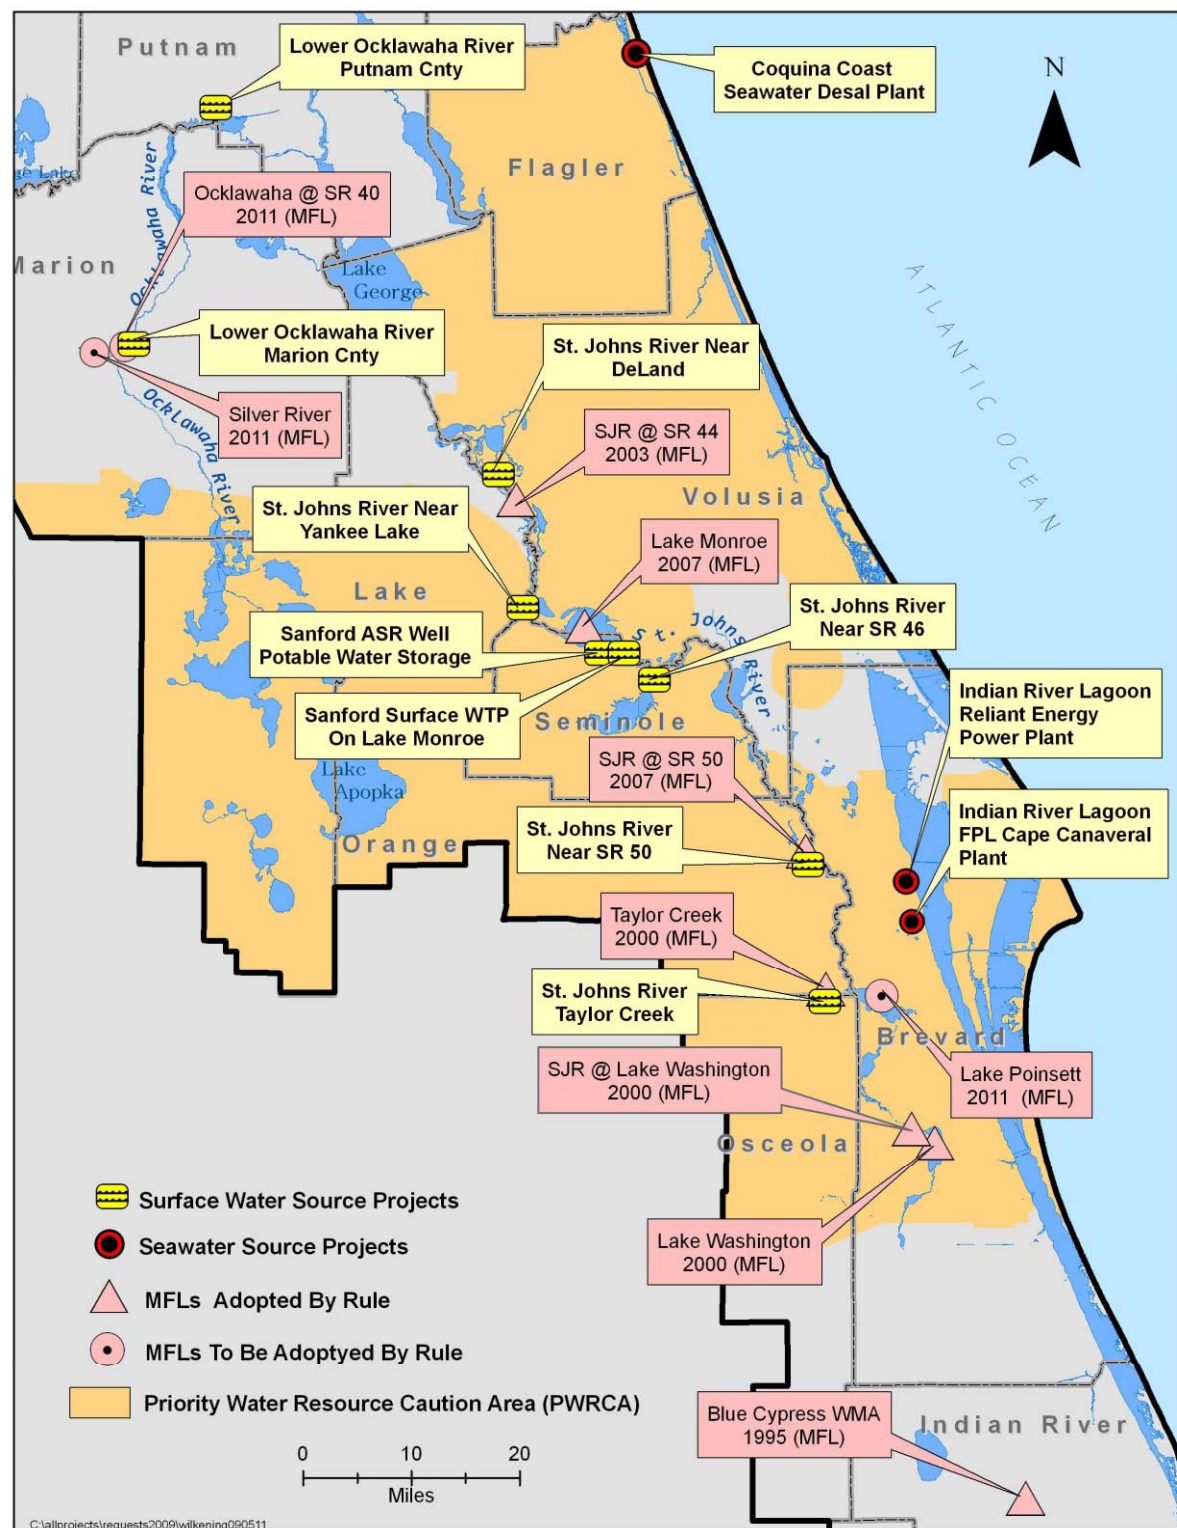 Putnam
Lower Ocklawaha River
Putnam Cnty
Coquina Coast
Seawater Desal Plant
N
Flagler
Ocklawaha River
Lake
Ocklawaha @ SR 40
2011 (MFL)
Marion
Lake
George
ATLANTIC OCEAN
Lower Ocklawaha River
Marion Cnty
St. Johns River Near
DeLand
Silver River
2011 (MFL)
Ocklawaha River
SJR @ SR 44
2003 (MFL)
Volusia
St. Johns River Near
Yankee Lake
Lake Monroe
2007 (MFL)
Lake
St. Johns River
Near SR 46
Sanford ASR Well
Potable Water Storage
St. Johns River
Indian River Lagoon
Reliant Energy
Power Plant
Sanford Surface WTP
On Lake Monroe
Seminole
SJR @ SR 50
2007 (MFL)
Lake
Apopka
Orange
St. Johns River
Near SR 50
Indian River Lagoon
FPL Cape Canaveral
Plant
Taylor Creek
2000 (MFL)
St. Johns River
Taylor Creek
Brevard
SJR @ Lake Washington
2000 (MFL)
Lake Poinsett
2011 (MFL)
Osceola
Lake Washington
2000 (MFL)
Surface Water Source Projects
Seawater Source Projects
MFLs Adopted By Rule
MFLs To Be Adoptyed By Rule
Priority Water Resource Caution Area (PWRCA)
Blue Cypress WMA
1995 (MFL)
Indian River
0 10 20
Miles
C:\allprojects\requests2009\wilkening090511